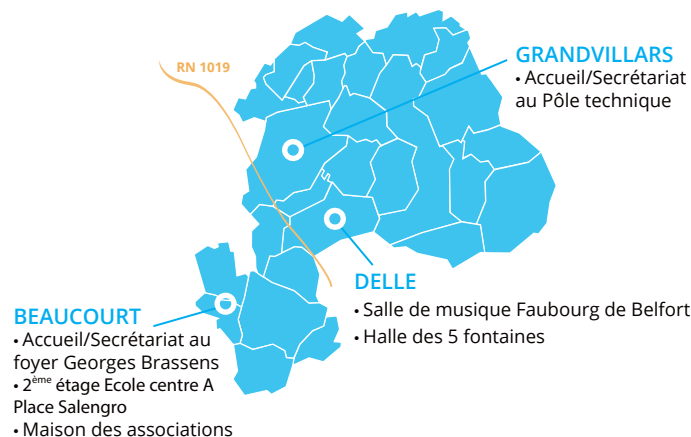 RN 1019
GRANDVILLARS
• Accueil/Secrétariat
au Pôle technique
DELLE
• Salle de musique Faubourg de Belfort
• Halle des 5 fontaines
BEAUCOURT
• Accueil/Secrétariat au
foyer Georges Brassens
• 2ème étage Ecole centre A
Place Salengro
• Maison des associations